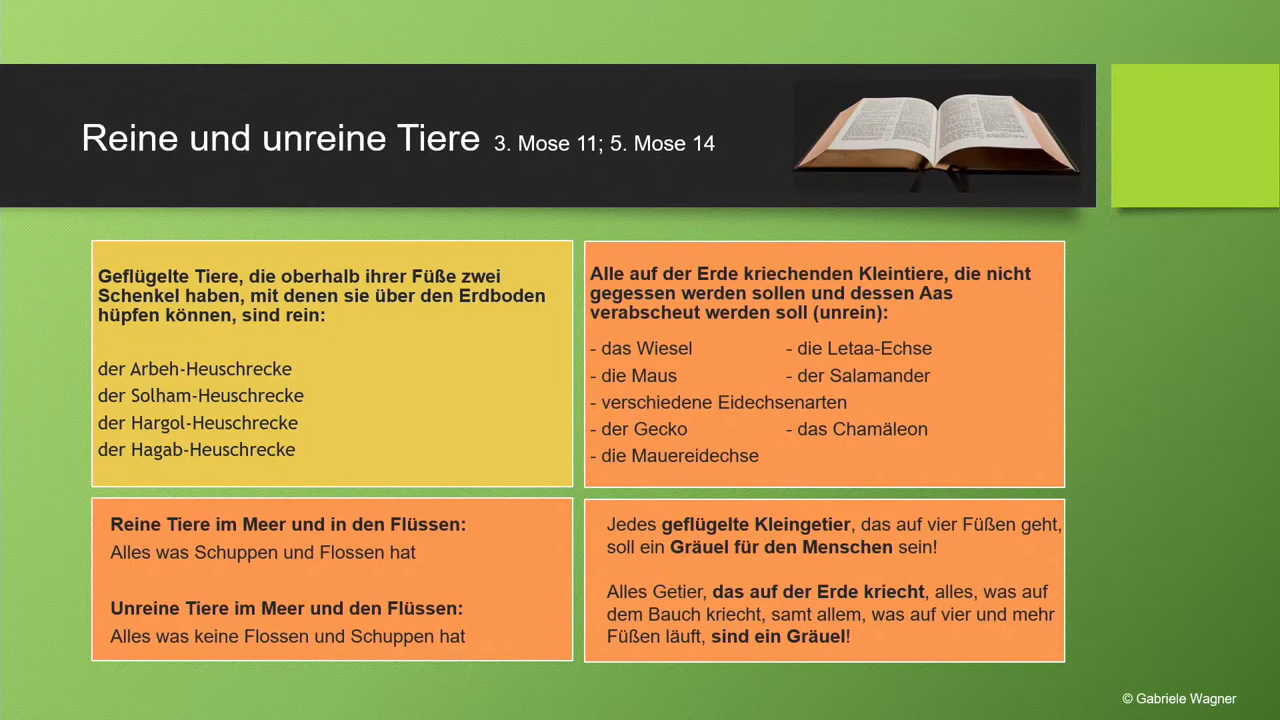 Reine und unreine Tiere 3. Mose 11; 5. Mose 14
Geflügelte Tiere, die oberhalb ihrer Füße zwei
Schenkel haben, mit denen sie über den Erdboden
hüpfen können, sind rein:
der Arbeh-Heuschrecke
der Solham-Heuschrecke
der Hargol-Heuschrecke
der Hagab-Heuschrecke
Alle auf der Erde kriechenden Kleintiere, die nicht
gegessen werden sollen und dessen Aas
verabscheut werden soll (unrein):
- das Wiesel - die Letaa-Echse
- die Maus - der Salamander
- verschiedene Eidechsenarten
- der Gecko - das Chamäleon
- die Mauereidechse
Reine Tiere im Meer und in den Flüssen:
Alles was Schuppen und Flossen hat
Unreine Tiere im Meer und den Flüssen:
Alles was keine Flossen und Schuppen hat
Jedes geflügelte Kleingetier, das auf vier Füßen geht,
soll ein Gräuel für den Menschen sein!
Alles Getier, das auf der Erde kriecht, alles, was auf
dem Bauch kriecht, samt allem, was auf vier und mehr
Füßen läuft, sind ein Gräuel!
© Gabriele Wagner